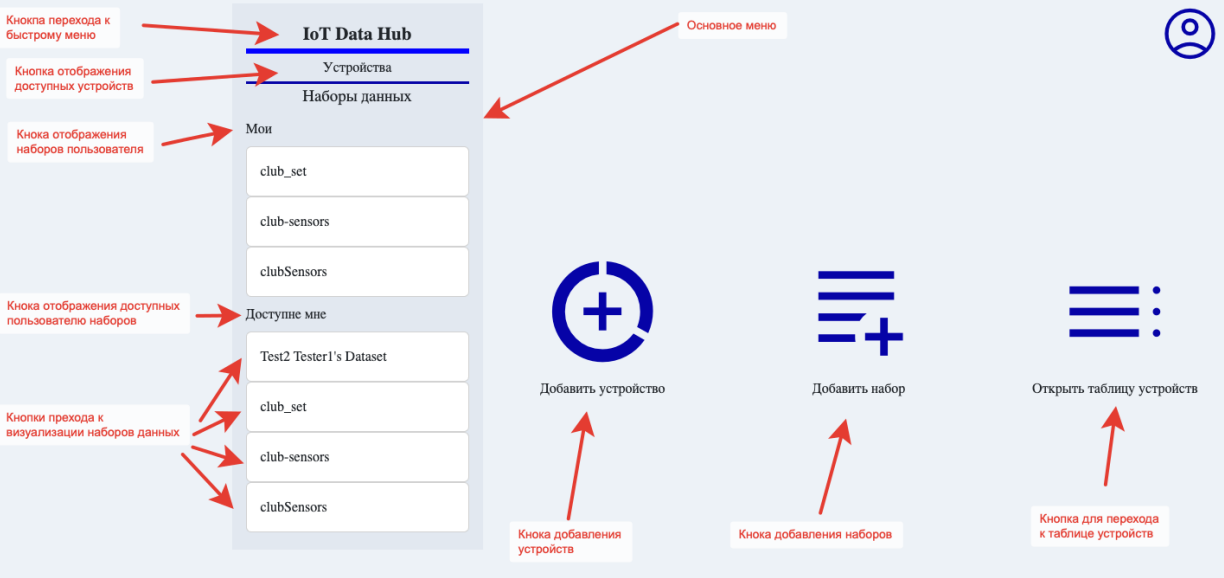 Кнокпа перехода к
быстрому меню
IoT Data Hub
Основное меню
Кнопка отображения
доступных устройств
Устройства
Наборы данных
Кнока отображения
наборов пользователя
Мои
club_set
club-sensors
clubSensors
Кнока отображения доступных
пользователю наборов
Доступне мне
Test2 Tester1's Dataset
club_set
club-sensors
clubSensors
Кнопки прехода к
визуализации наборов данных
Добавить устройство
Добавить набор
Открыть таблицу устройств
Кнока добавления
устройств
Кнока добавления наборов
Кнопка для перехода
к таблице устройств